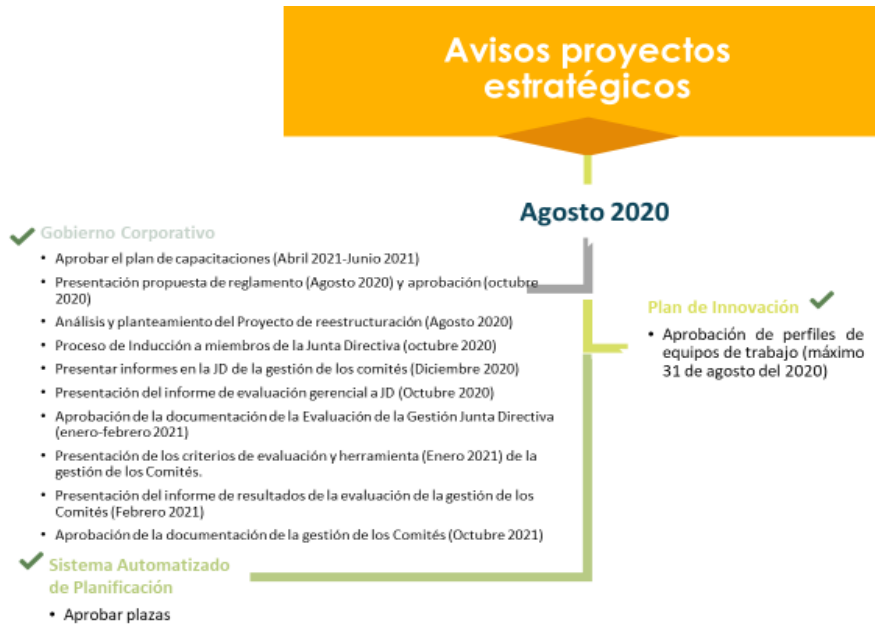 Avisos proyectos
estratégicos
Agosto 2020
Gobierno Corporativo
• Aprobar el plan de capacitaciones (Abril 2021-Junio 2021)
• Presentación propuesta de reglamento (Agosto 2020) y aprobación (octubre
2020)
• Análisis y planteamiento del Proyecto de reestructuración (Agosto 2020)
• Proceso de Inducción a miembros de la Junta Directiva (octubre 2020)
• Presentar informes en la JD de la gestión de los comités (Diciembre 2020)
• Presentación del informe de evaluación gerencial a JD (Octubre 2020)
• Aprobación de la documentación de la Evaluación de la Gestión Junta Directiva
(enero-febrero 2021)
• Presentación de los criterios de evaluación y herramienta (Enero 2021) de la
gestión de los Comités.
• Presentación del informe de resultados de la evaluación de la gestión de los
Comités (Febrero 2021)
• Aprobación de la documentación de la gestión de los Comités (Octubre 2021)
Plan de Innovación
• Aprobación de perfiles de
equipos de trabajo (máximo
31 de agosto del 2020)
Sistema Automatizado
de Planificación
• Aprobar plazas